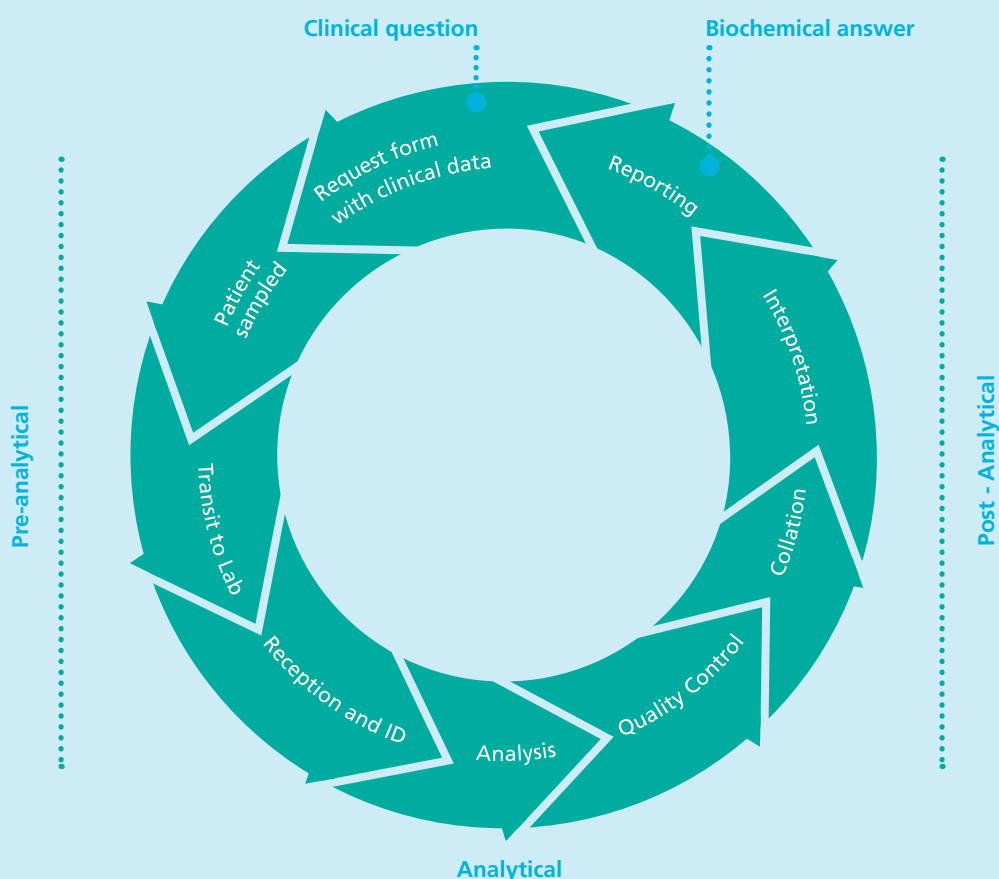 Clinical question
Biochemical answer
Request form
with clinical data
Patient
sampled
Transit to Lab
Reception and ID
Analysis
Quality Control
Collation
Interpretation
Reporting
Pre-analytical
Analytical
Post - Analytical